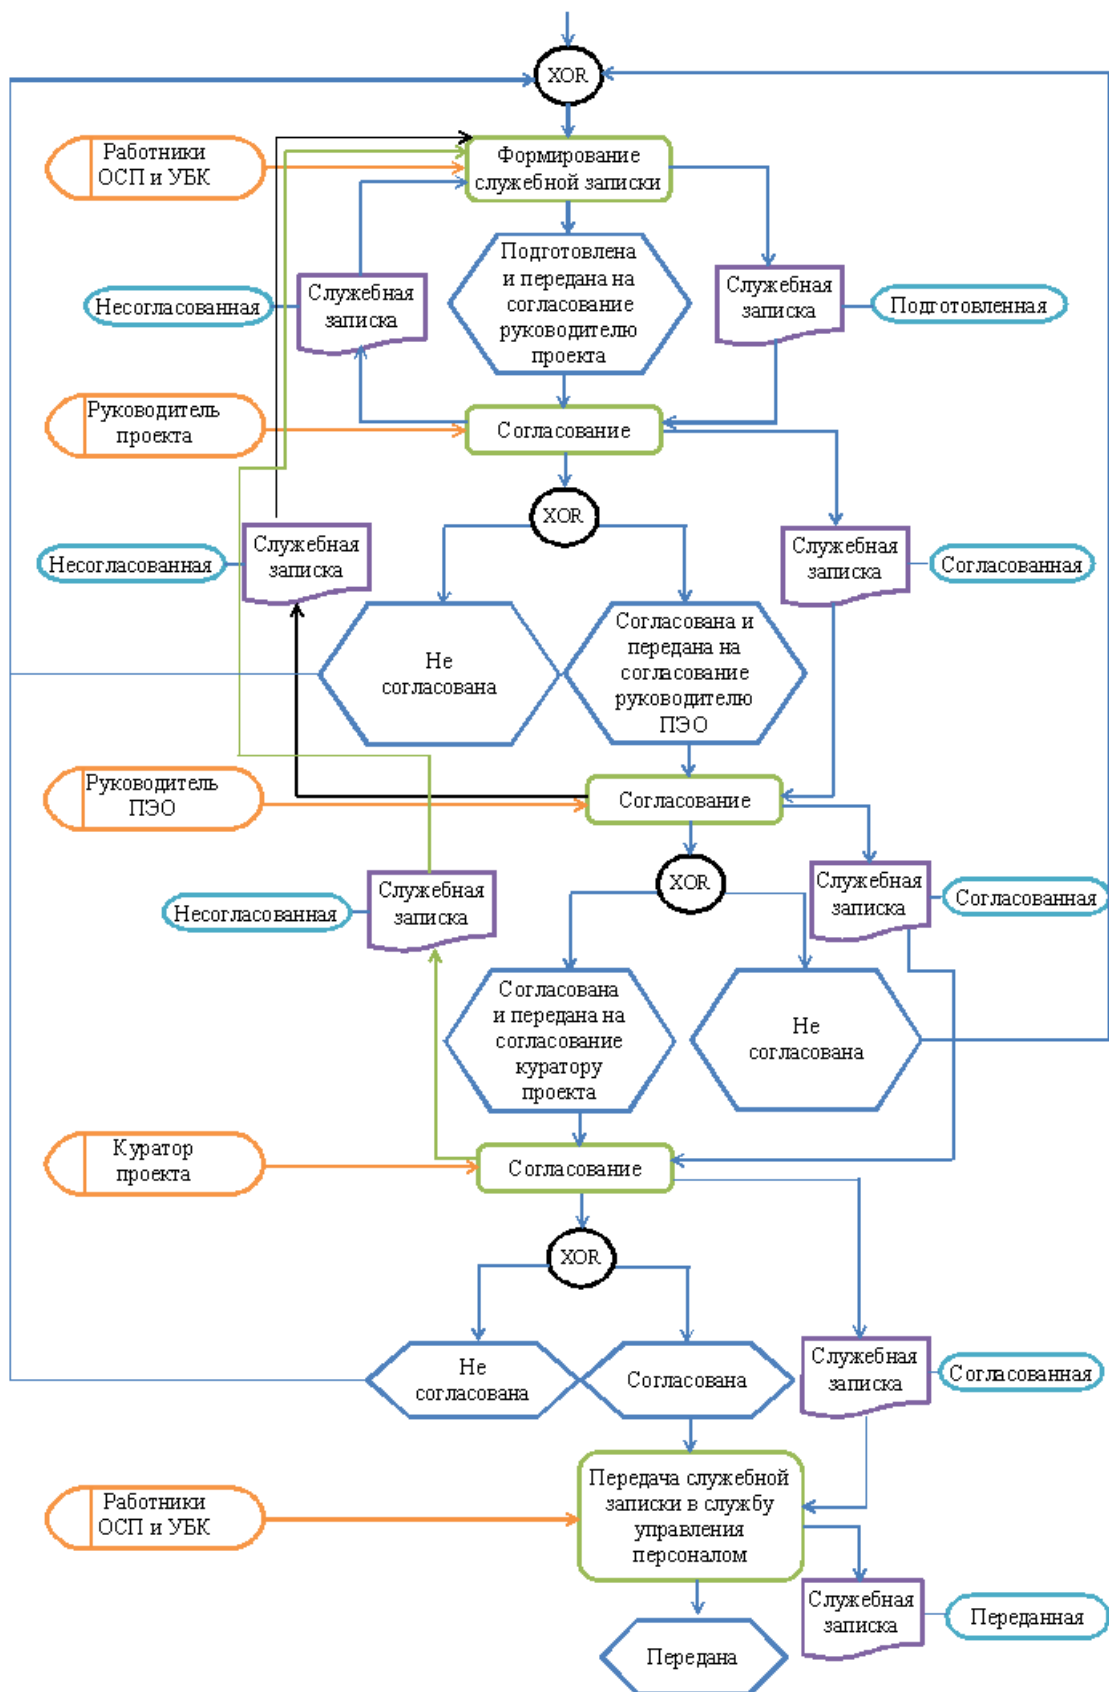 XOR
Работники
ОСП и УБК
Формирование
служебной записки
Несогласованная
Служебная
записка
Подготовлена
и передана на
согласование
руководителю
проекта
Служебная
записка
Подготовленная
Руководитель
проекта
Согласование
XOR
Несогласованная
Служебная
записка
Служебная
записка
Согласованная
Не
согласована
Согласована и
передана на
согласование
руководителю
ПЭО
Руководитель
ПЭО
Согласование
XOR
Несогласованная
Служебная
записка
Служебная
записка
Согласованная
Согласована
и передана на
согласование
куратору
проекта
Не
согласована
Куратор
проекта
Согласование
XOR
Не
согласована
Согласована
Служебная
записка
Согласованная
Работники
ОСП и УБК
Передача служебной
записки в службу
управления
персоналом
Служебная
записка
Переданная
Передана